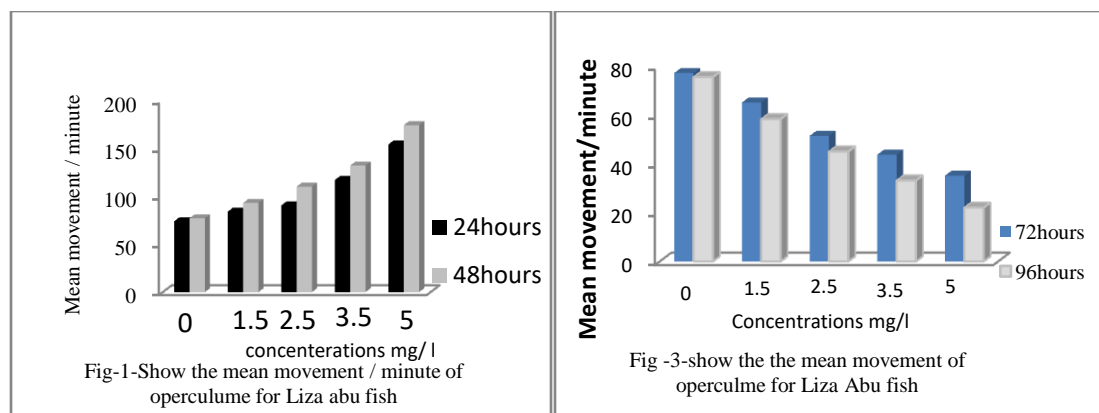 Mean movement / minute
200
150
100
50
0
0 1.5 2.5 3.5 5
concenterations mg/ l
24hours
48hours
Fig-1-Show the mean movement / minute of
operculume for Liza abu fish
Mean movement/minute
80
60
40
20
0
0 1.5 2.5 3.5 5
Concentrations mg/l
72hours
96hours
Fig -3-show the the mean movement of
operculme for Liza Abu fish